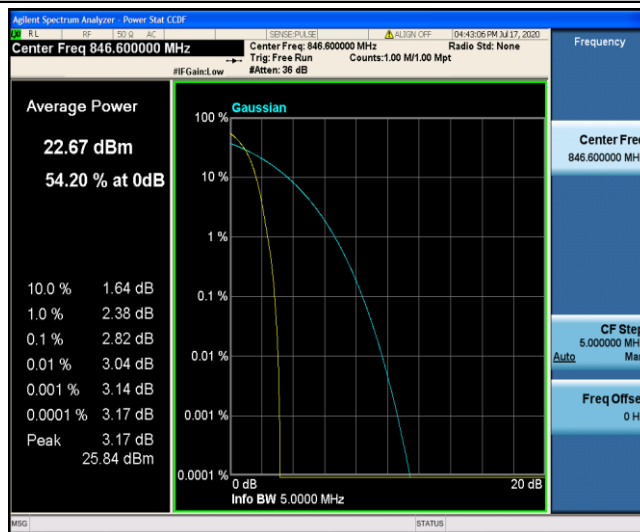 Agilent Spectrum Analyzer - Power Stat CCDF
RL RF 50 Ω AC SENSE:PULSE ALIGN OFF 04:43:06 PM Jul 17, 2020
Center Freq 846.600000 MHz
Center Freq: 846.600000 MHz Radio Std: None
Trig: Free Run Counts:1.00 M/1.00 Mpt
#IFGain:Low #Atten: 36 dB
Frequency
Average Power
22.67 dBm
54.20 % at 0dB
10.0 % 1.64 dB
1.0 % 2.38 dB
0.1 % 2.82 dB
0.01 % 3.04 dB
0.001 % 3.14 dB
0.0001 % 3.17 dB
Peak 3.17 dB
25.84 dBm
Gaussian
100 %
10 %
1 %
0.1 %
0.01 %
0.001 %
0.0001 %
0 dB 20 dB
Info BW 5.0000 MHz
Center Fre
846.600000 MH
CF Step
5.000000 MH
Auto Ma
Freq Offse
0 H
MSG STATUS